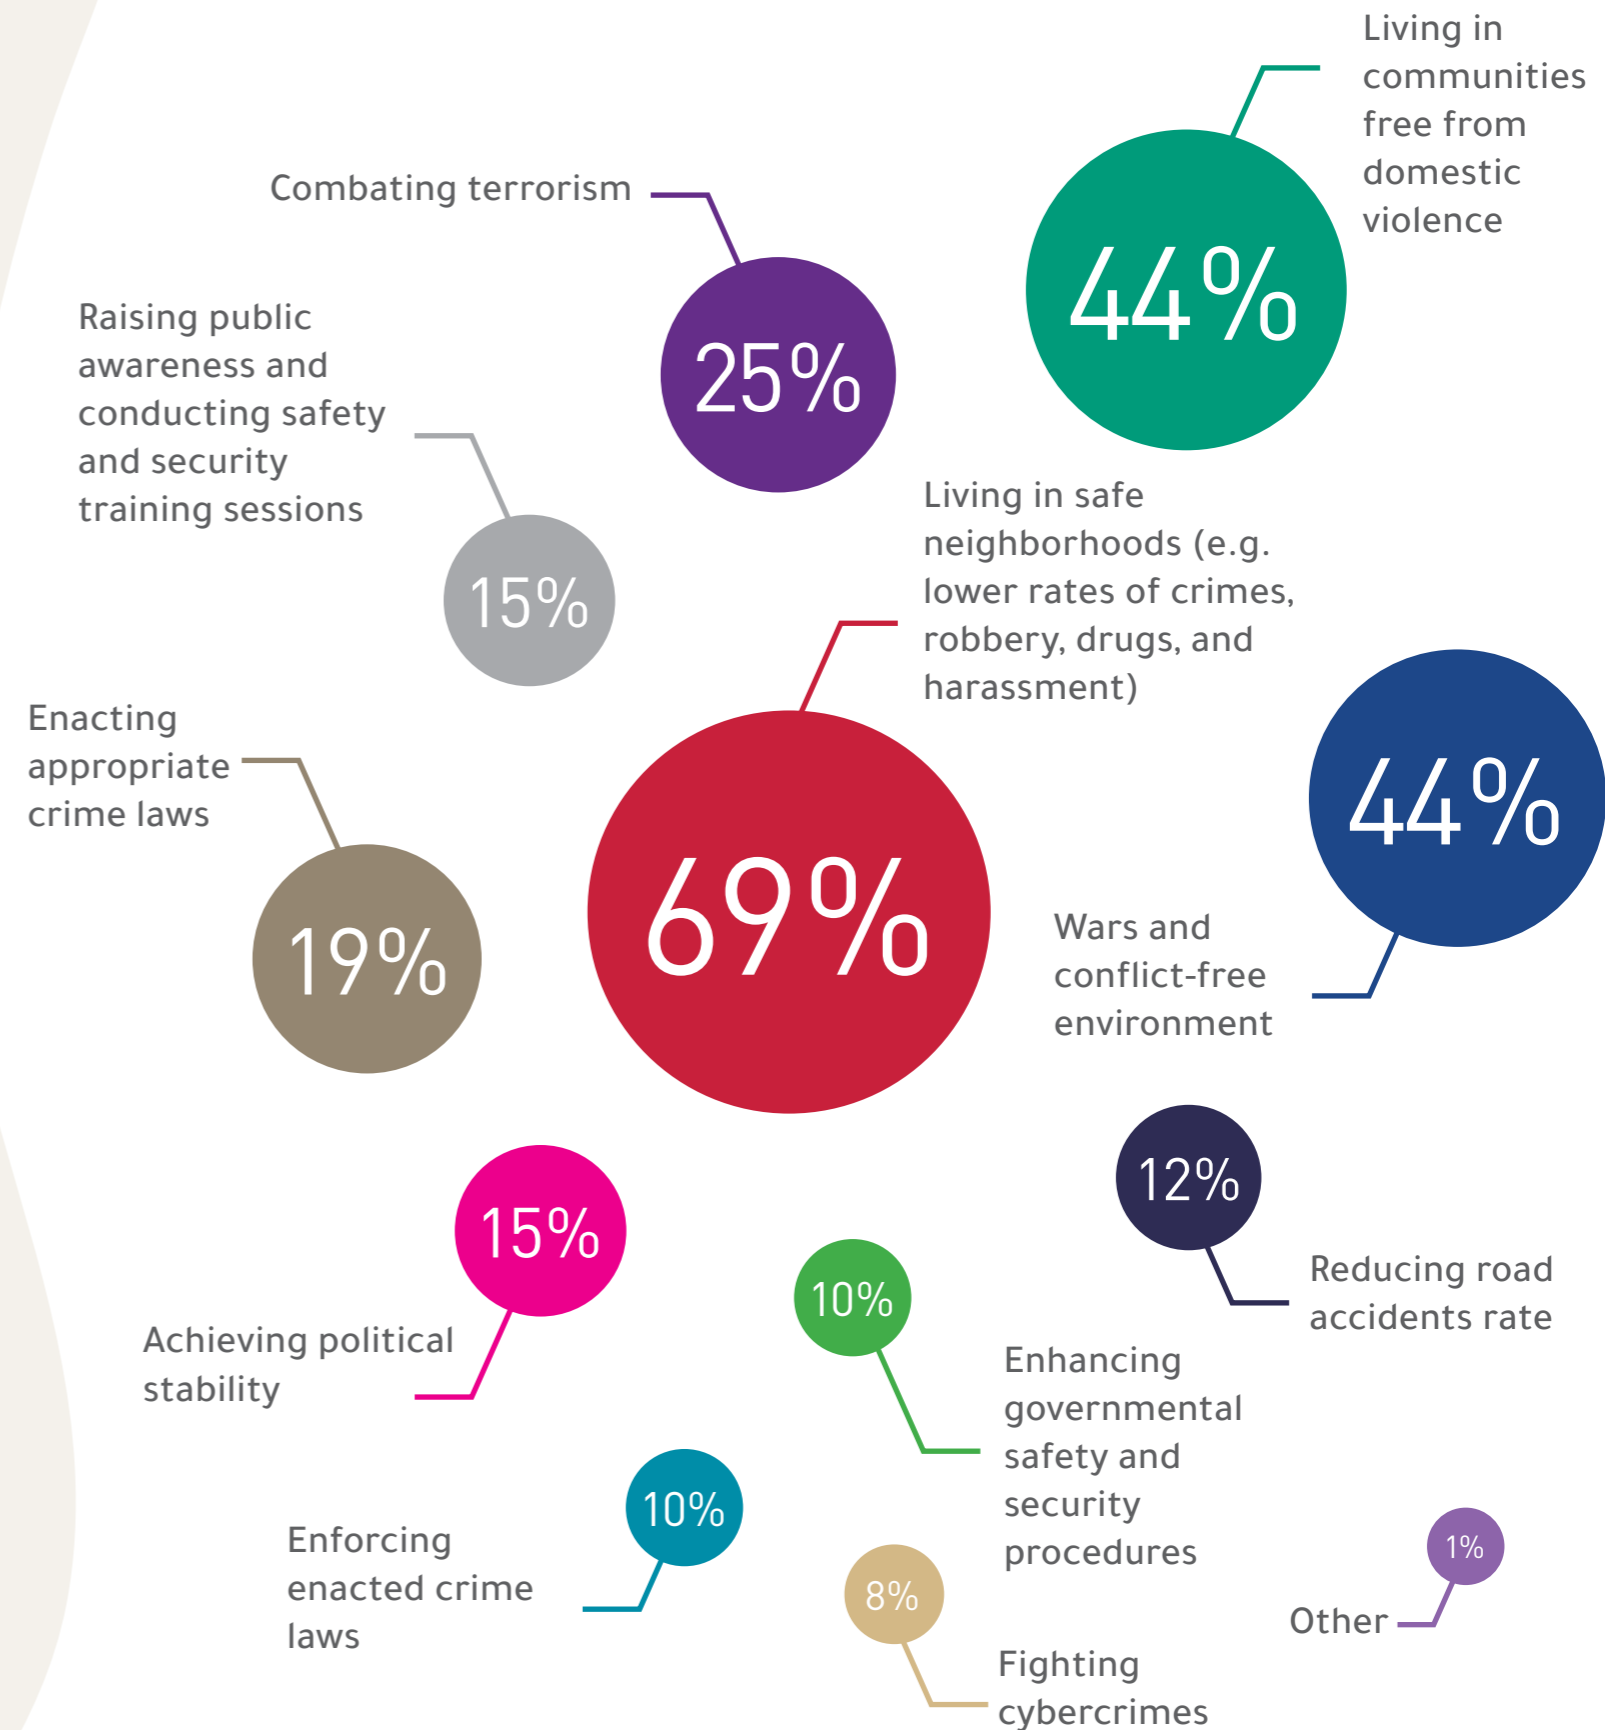 Living in
communities
free from
domestic
violence
44%
Combating terrorism
25%
Raising public
awareness and
conducting safety
and security
training sessions
15%
Living in safe
neighborhoods (e.g.
lower rates of crimes,
robbery, drugs, and
harassment)
69%
Enacting
appropriate
crime laws
19%
44%
Wars and
conflict-free
environment
12%
Reducing road
accidents rate
15%
Achieving political
stability
10%
Enhancing
governmental
safety and
security
procedures
10%
Enforcing
enacted crime
laws
8%
Fighting
cybercrimes
1%
Other